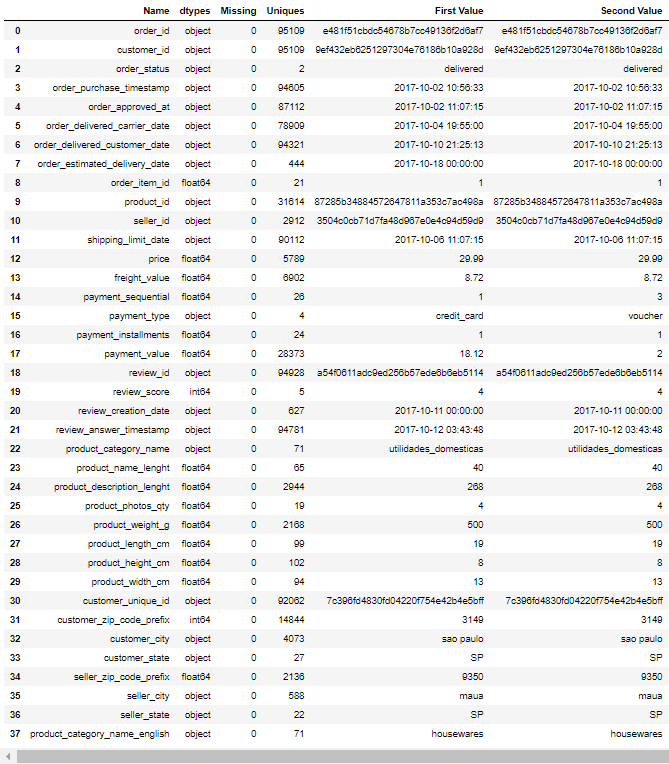 Name dtypes Missing Uniques First Value Second Value
0 order_id object 0 95109 e481f51cbdc54678b7cc49136f2d6af7 e481f51cbdc54678b7cc49136f2d6af7
1 customer_id object 0 95109 9ef432eb6251297304e76186b10a928d 9ef432eb6251297304e76186b10a928d
2 order_status object 0 2 delivered delivered
3 order_purchase_timestamp object 0 94605 2017-10-02 10:56:33 2017-10-02 10:56:33
4 order_approved_at object 0 87112 2017-10-02 11:07:15 2017-10-02 11:07:15
5 order_delivered_carrier_date object 0 78909 2017-10-04 19:55:00 2017-10-04 19:55:00
6 order_delivered_customer_date object 0 94321 2017-10-10 21:25:13 2017-10-10 21:25:13
7 order_estimated_delivery_date object 0 444 2017-10-18 00:00:00 2017-10-18 00:00:00
8 order_item_id float64 0 21 1 1
9 product_id object 0 31614 87285b34884572647811a353c7ac498a 87285b34884572647811a353c7ac498a
10 seller_id object 0 2912 3504c0cb71d7fa48d967e0e4c94d59d9 3504c0cb71d7fa48d967e0e4c94d59d9
11 shipping_limit_date object 0 90112 2017-10-06 11:07:15 2017-10-06 11:07:15
12 price float64 0 5789 29.99 29.99
13 freight_value float64 0 6902 8.72 8.72
14 payment_sequential float64 0 26 1 3
15 payment_type object 0 4 credit_card voucher
16 payment_installments float64 0 24 1 1
17 payment_value float64 0 28373 18.12 2
18 review_id object 0 94928 a54f0611adc9ed256b57ede6b6eb5114 a54f0611adc9ed256b57ede6b6eb5114
19 review_score int64 0 5 4 4
20 review_creation_date object 0 627 2017-10-11 00:00:00 2017-10-11 00:00:00
21 review_answer_timestamp object 0 94781 2017-10-12 03:43:48 2017-10-12 03:43:48
22 product_category_name object 0 71 utilidades_domesticas utilidades_domesticas
23 product_name_lenght float64 0 65 40 40
24 product_description_lenght float64 0 2944 268 268
25 product_photos_qty float64 0 19 4 4
26 product_weight_g float64 0 2168 500 500
27 product_length_cm float64 0 99 19 19
28 product_height_cm float64 0 102 8 8
29 product_width_cm float64 0 94 13 13
30 customer_unique_id object 0 92062 7c396fd4830fd04220f754e42b4e5bff 7c396fd4830fd04220f754e42b4e5bff
31 customer_zip_code_prefix int64 0 14844 3149 3149
32 customer_city object 0 4073 sao paulo sao paulo
33 customer_state object 0 27 SP SP
34 seller_zip_code_prefix float64 0 2136 9350 9350
35 seller_city object 0 588 maua maua
36 seller_state object 0 22 SP SP
37 product_category_name_english object 0 71 housewares housewares